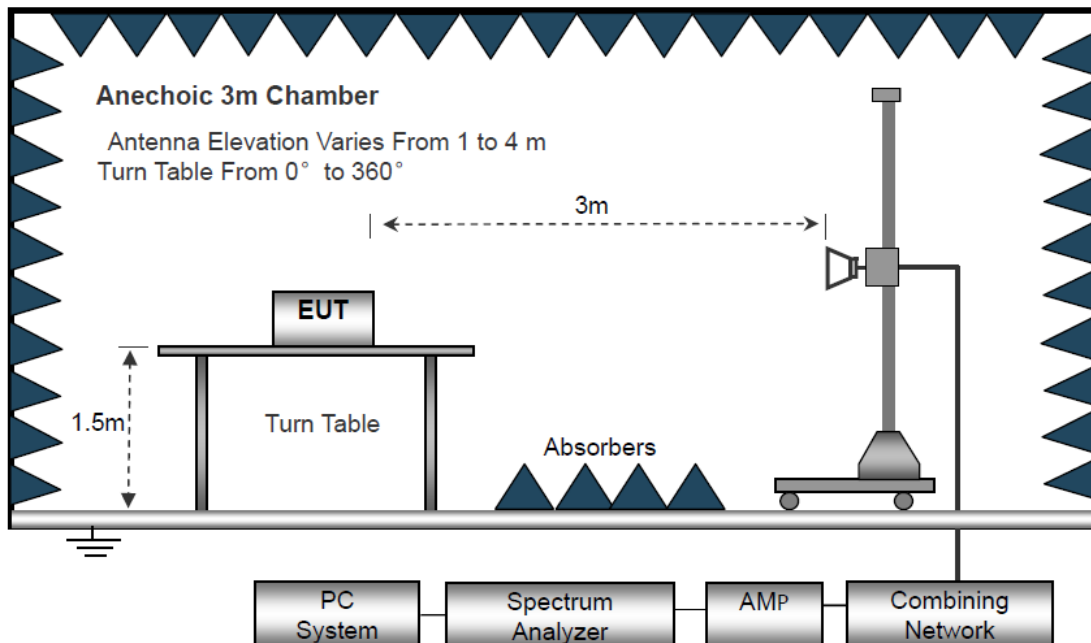 Anechoic 3m Chamber
Antenna Elevation Varies From 1 to 4 m
Turn Table From 0° to 360°
3m
EUT
1.5m
Turn Table
Absorbers
PC
System
Spectrum
Analyzer
AMP
Combining
Network